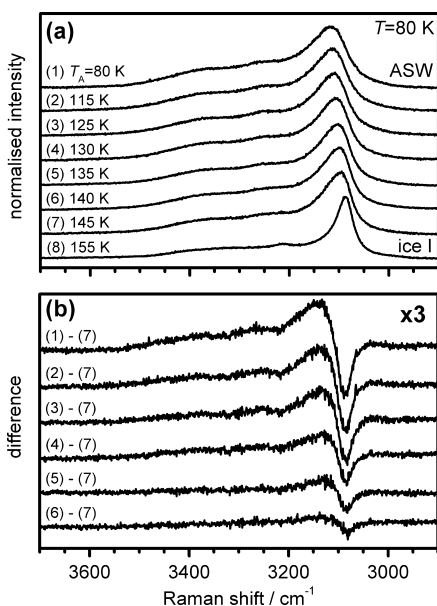 (a)
T=80 K
(1) T_A=80 K
ASW
(2) 115 K
(3) 125 K
(4) 130 K
(5) 135 K
(6) 140 K
(7) 145 K
(8) 155 K
ice I
normalised intensity
(b)
x3
(1) - (7)
(2) - (7)
(3) - (7)
(4) - (7)
(5) - (7)
(6) - (7)
difference
3600 3400 3200 3000
Raman shift / cm⁻¹